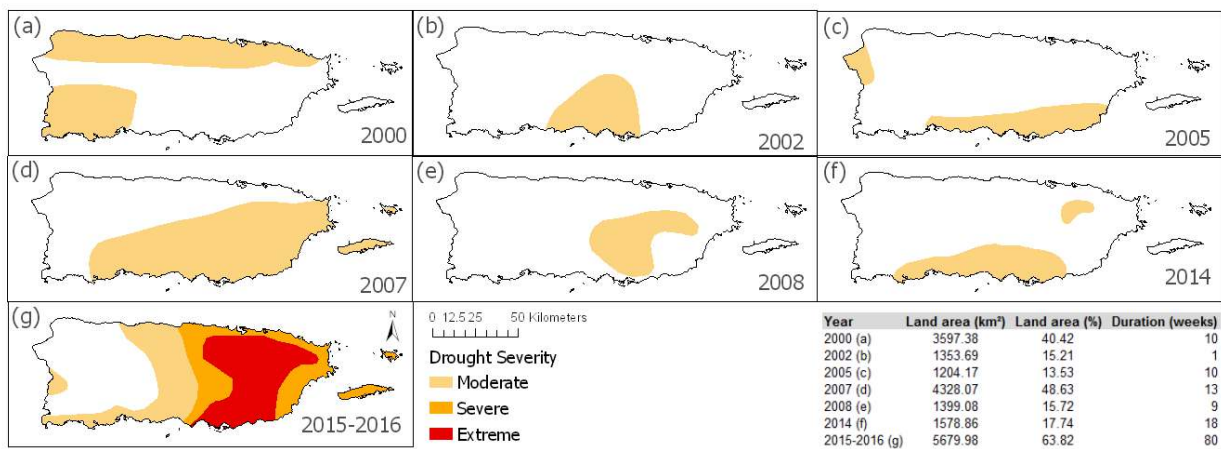 (a)
2000
(b)
2002
(c)
2005
(d)
2007
(e)
2008
(f)
2014
(g)
2015-2016
N
0 12.5 25 50 Kilometers
Drought Severity
Moderate
Severe
Extreme
Year Land area (km²) Land area (%) Duration (weeks)
2000 (a) 3597.38 40.42 10
2002 (b) 1353.69 15.21 1
2005 (c) 1204.17 13.53 10
2007 (d) 4328.07 48.63 13
2008 (e) 1399.08 15.72 9
2014 (f) 1578.86 17.74 18
2015-2016 (g) 5679.98 63.82 80